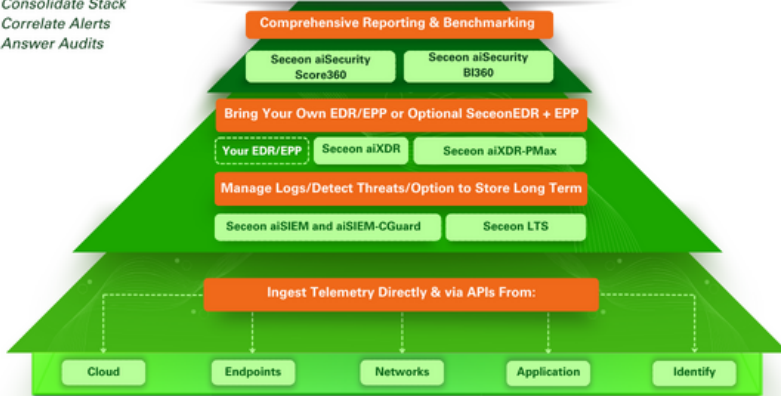 Consolidate Stack
Correlate Alerts
Answer Audits
Comprehensive Reporting & Benchmarking
Seceon aiSecurity
Score360
Seceon aiSecurity
BI360
Bring Your Own EDR/EPP or Optional SeceonEDR + EPP
Your EDR/EPP
Seceon aiXDR
Seceon aiXDR-PMax
Manage Logs/Detect Threats/Option to Store Long Term
Seceon aiSIEM and aiSIEM-CGuard
Seceon LTS
Ingest Telemetry Directly & via APIs From:
Cloud
Endpoints
Networks
Application
Identify